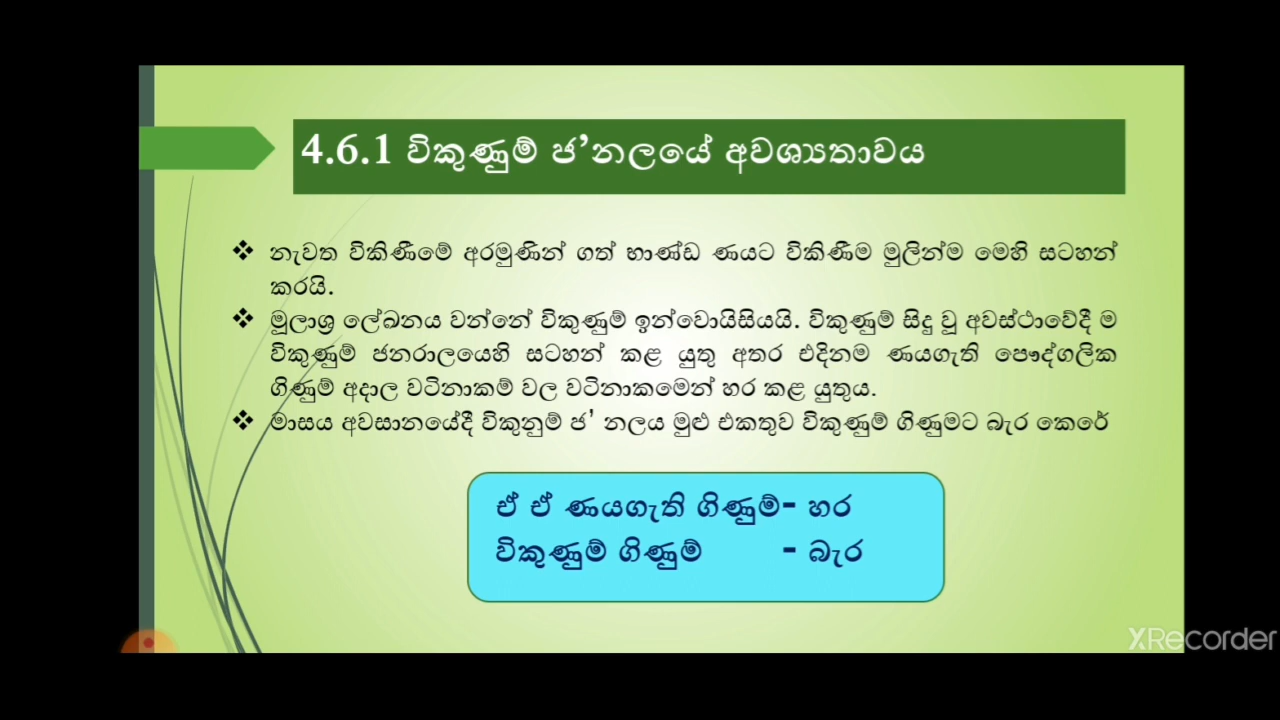 4.6.1 විකුණුම් ජ’නලයේ අවශ්‍යතාවය
❖ නැවත විකිණීමේ අරමුණින් ගත් භාණ්ඩ ණයට විකිණීම මුලින්ම මෙහි සටහන්
කරයි.
❖ මූලාශ්‍ර ලේඛනය වන්නේ විකුණුම් ඉන්වොයිසියයි. විකුණුම් සිදු වූ අවස්ථාවේදී ම
විකුණුම් ජනරාලයෙහි සටහන් කළ යුතු අතර එදිනම ණයගැති පෞද්ගලික
ගිණුම් අදාල වටිනාකම් වල වටිනාකමෙන් හර කළ යුතුය.
❖ මාසය අවසානයේදී විකුනුම් ජ’ නලය මුළු එකතුව විකුණුම් ගිණුමට බැර කෙරේ
ඒ ඒ ණයගැති ගිණුම්- හර
විකුණුම් ගිණුම් - බැර
XRecorder